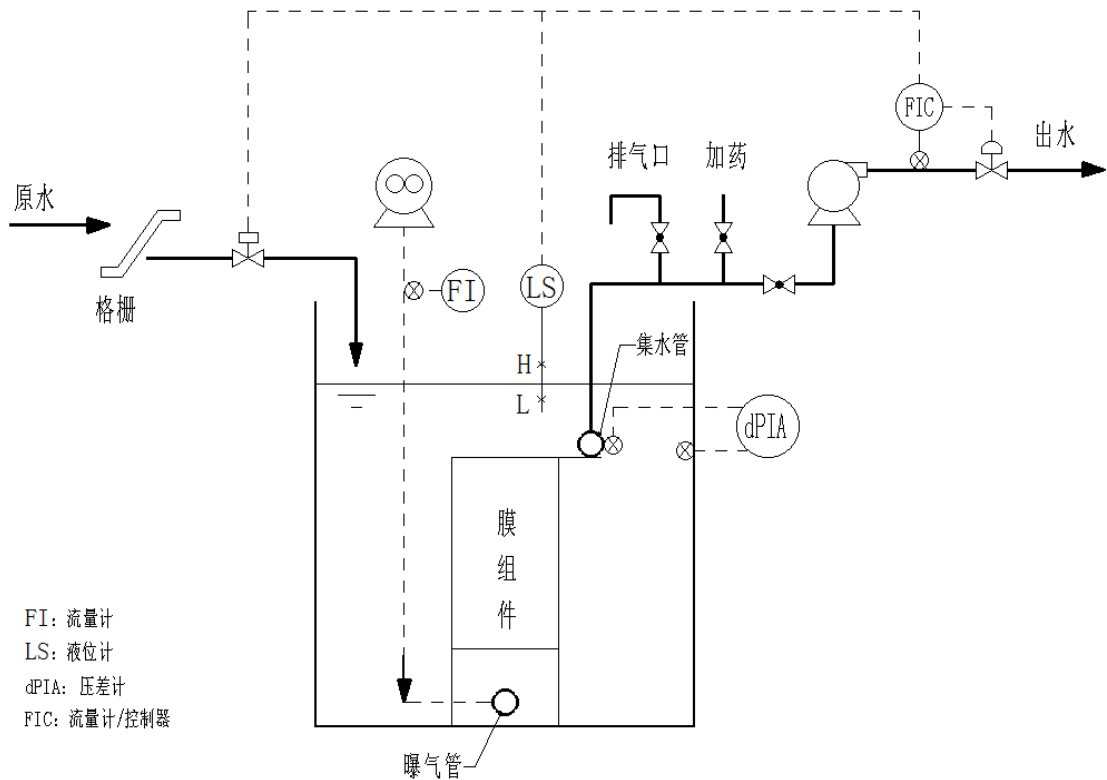 FIC
出水
排气口
加药
原水
FI
LS
格栅
集水管
H
L
dPIA
膜
组
件
FI: 流量计
LS: 液位计
dPIA: 压差计
FIC: 流量计/控制器
曝气管